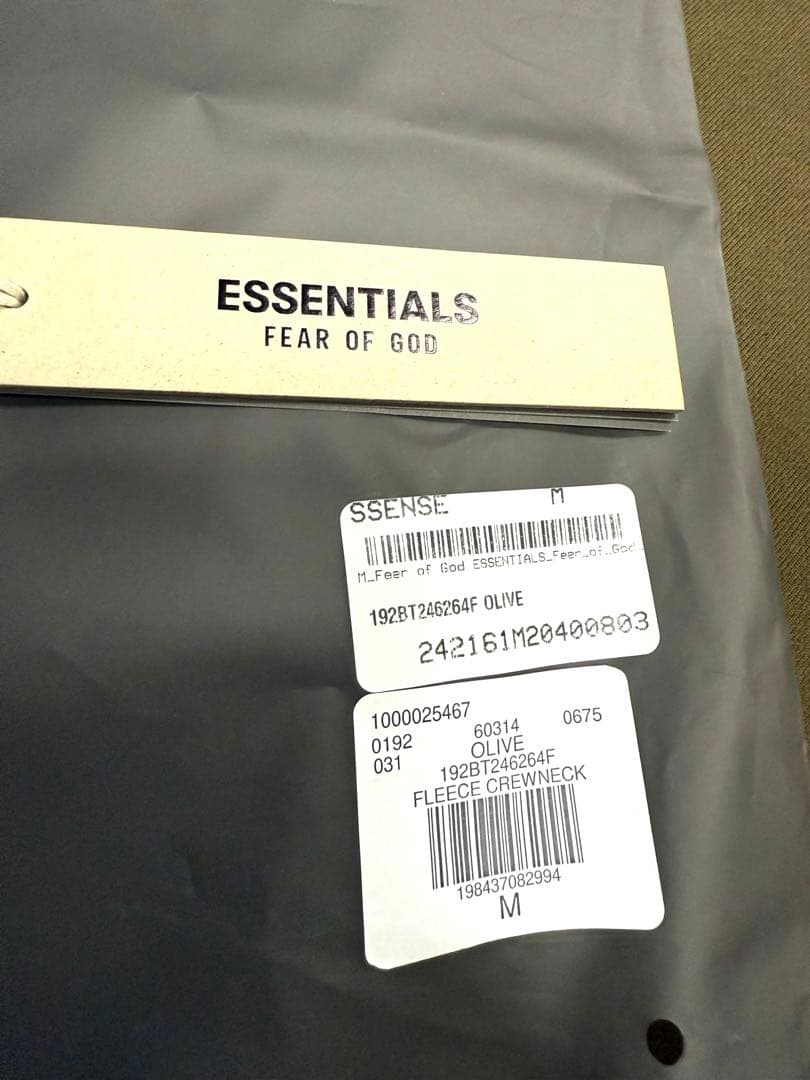 ESSENTIALS
FEAR OF GOD
SSENSE M
M_Fear of God ESSENTIALS_Fear_of_God
192BT246264F OLIVE
242161M20400803
1000025467
0192 60314 0675
031 OLIVE
192BT246264F
FLEECE CREWNECK
198437082994
M